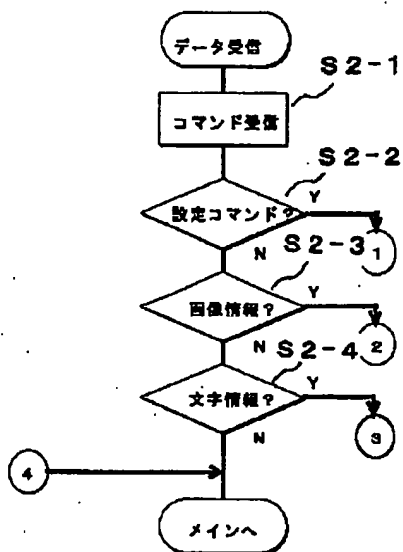 データ受信
S2-1
コマンド受信
S2-2
設定コマンド?
Y
N
S2-3
1
画像情報?
Y
N
2
S2-4
文字情報?
Y
N
3
4
メインへ